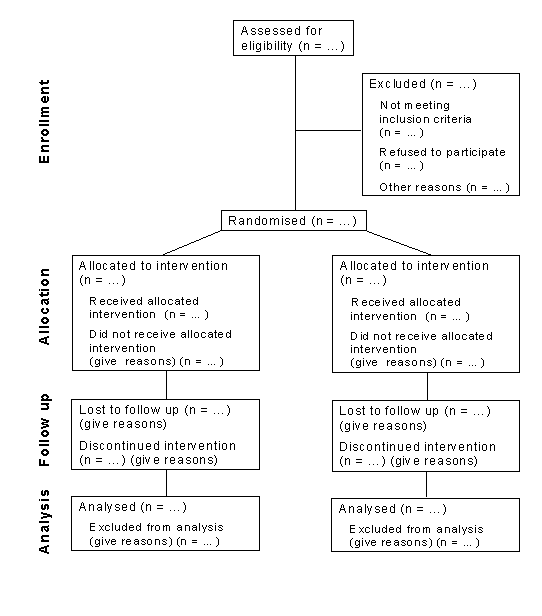 Assessed for
eligibility (n = ...)
Enrollment
Excluded (n = ...)
Not meeting
inclusion criteria
(n = ...)
Refused to participate
(n = ...)
Other reasons (n = ...)
Randomised (n = ...)
Allocation
Allocated to intervention
(n = ...)
Received allocated
intervention (n = ...)
Did not receive allocated
intervention
(give reasons) (n = ...)
Allocated to intervention
(n = ...)
Received allocated
intervention (n = ...)
Did not receive allocated
intervention
(give reasons) (n = ...)
Follow up
Lost to follow up (n = ...)
(give reasons)
Discontinued intervention
(n = ...) (give reasons)
Lost to follow up (n = ...)
(give reasons)
Discontinued intervention
(n = ...) (give reasons)
Analysis
Analysed (n = ...)
Excluded from analysis
(give reasons) (n = ...)
Analysed (n = ...)
Excluded from analysis
(give reasons) (n = ...)